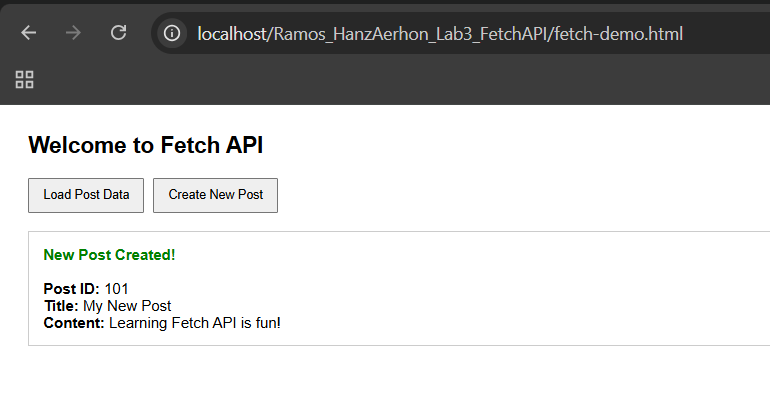 localhost/Ramos_HanzAerhon_Lab3_FetchAPI/fetch-demo.html
Welcome to Fetch API
Load Post Data Create New Post
New Post Created!
Post ID: 101
Title: My New Post
Content: Learning Fetch API is fun!